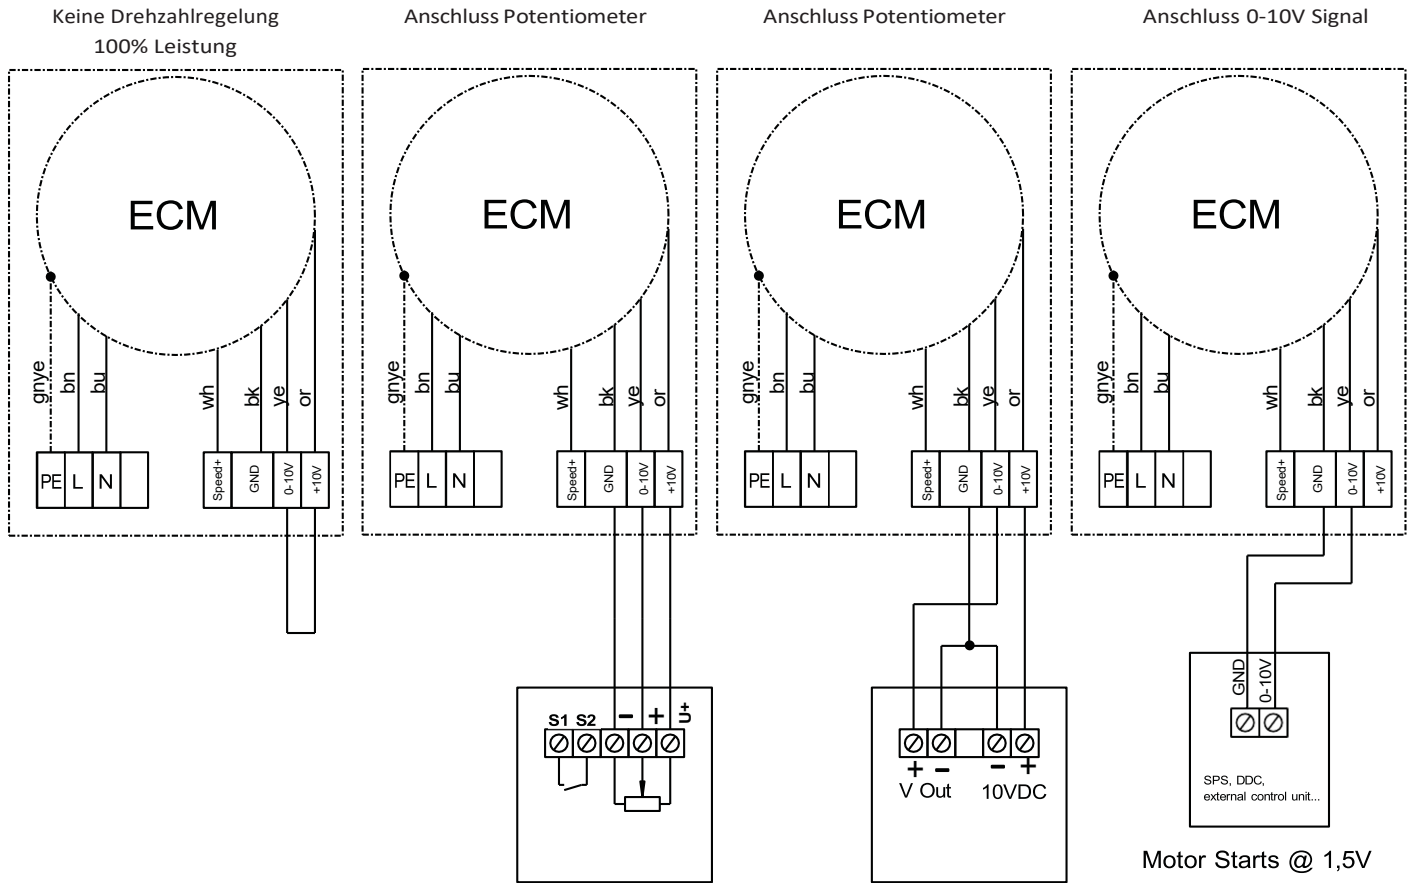 Keine Drehzahlregelung
100% Leistung
ECM
gnye
bn
bu
wh
bk
ye
or
PE L N
Speed+
GND
0-10V
+10V
Anschluss Potentiometer
ECM
gnye
bn
bu
wh
bk
ye
or
PE L N
Speed+
GND
0-10V
+10V
S1 S2 − + U+
Anschluss Potentiometer
ECM
gnye
bn
bu
wh
bk
ye
or
PE L N
Speed+
GND
0-10V
+10V
+ − − +
V Out 10VDC
Anschluss 0-10V Signal
ECM
gnye
bn
bu
wh
bk
ye
or
PE L N
Speed+
GND
0-10V
+10V
GND
0-10V
SPS, DDC,
external control unit...
Motor Starts @ 1,5V